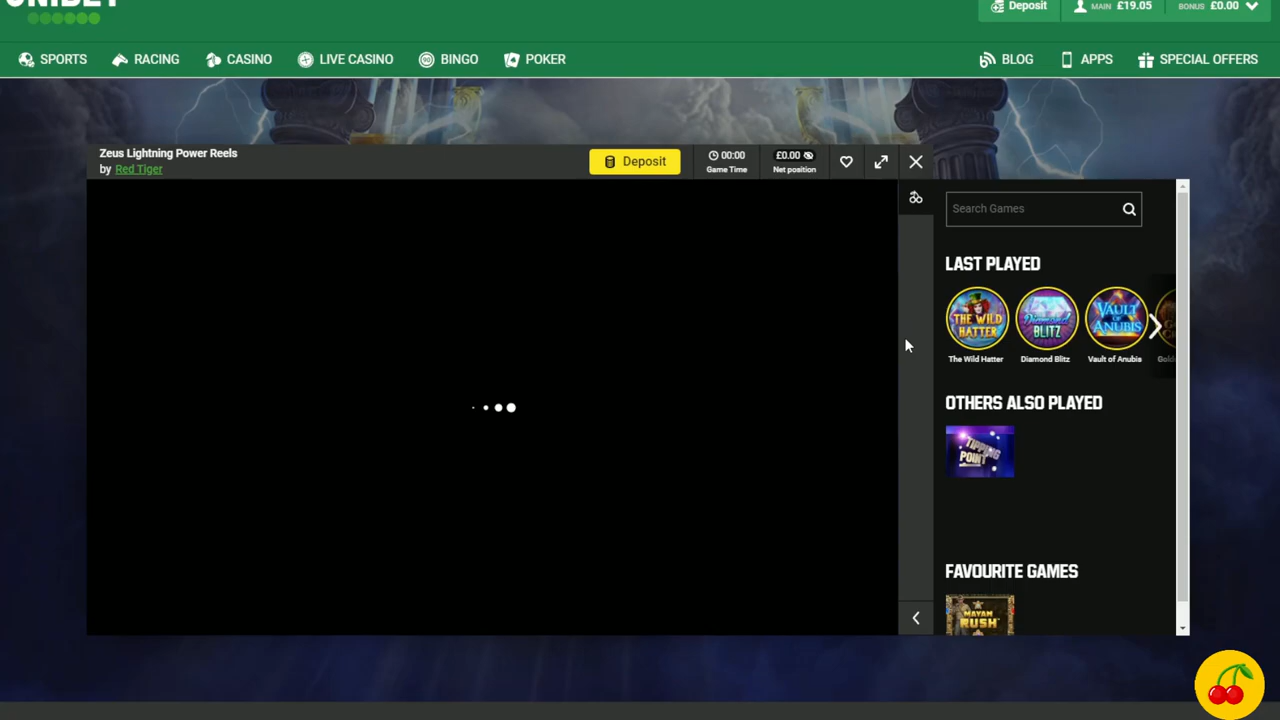 UNIBET
Deposit
MAIN £19.05
BONUS £0.00
SPORTS
RACING
CASINO
LIVE CASINO
BINGO
POKER
BLOG
APPS
SPECIAL OFFERS
Zeus Lightning Power Reels
by Red Tiger
Deposit
00:00
Game Time
£0.00
Net position
Search Games
LAST PLAYED
THE WILD
HATTER
DIAMOND
BLITZ
VAULT
OF
ANUBIS
The Wild Hatter
Diamond Blitz
Vault of Anubis
Gold
OTHERS ALSO PLAYED
TIPPING
POINT
FAVOURITE GAMES
MAYAN
RUSH